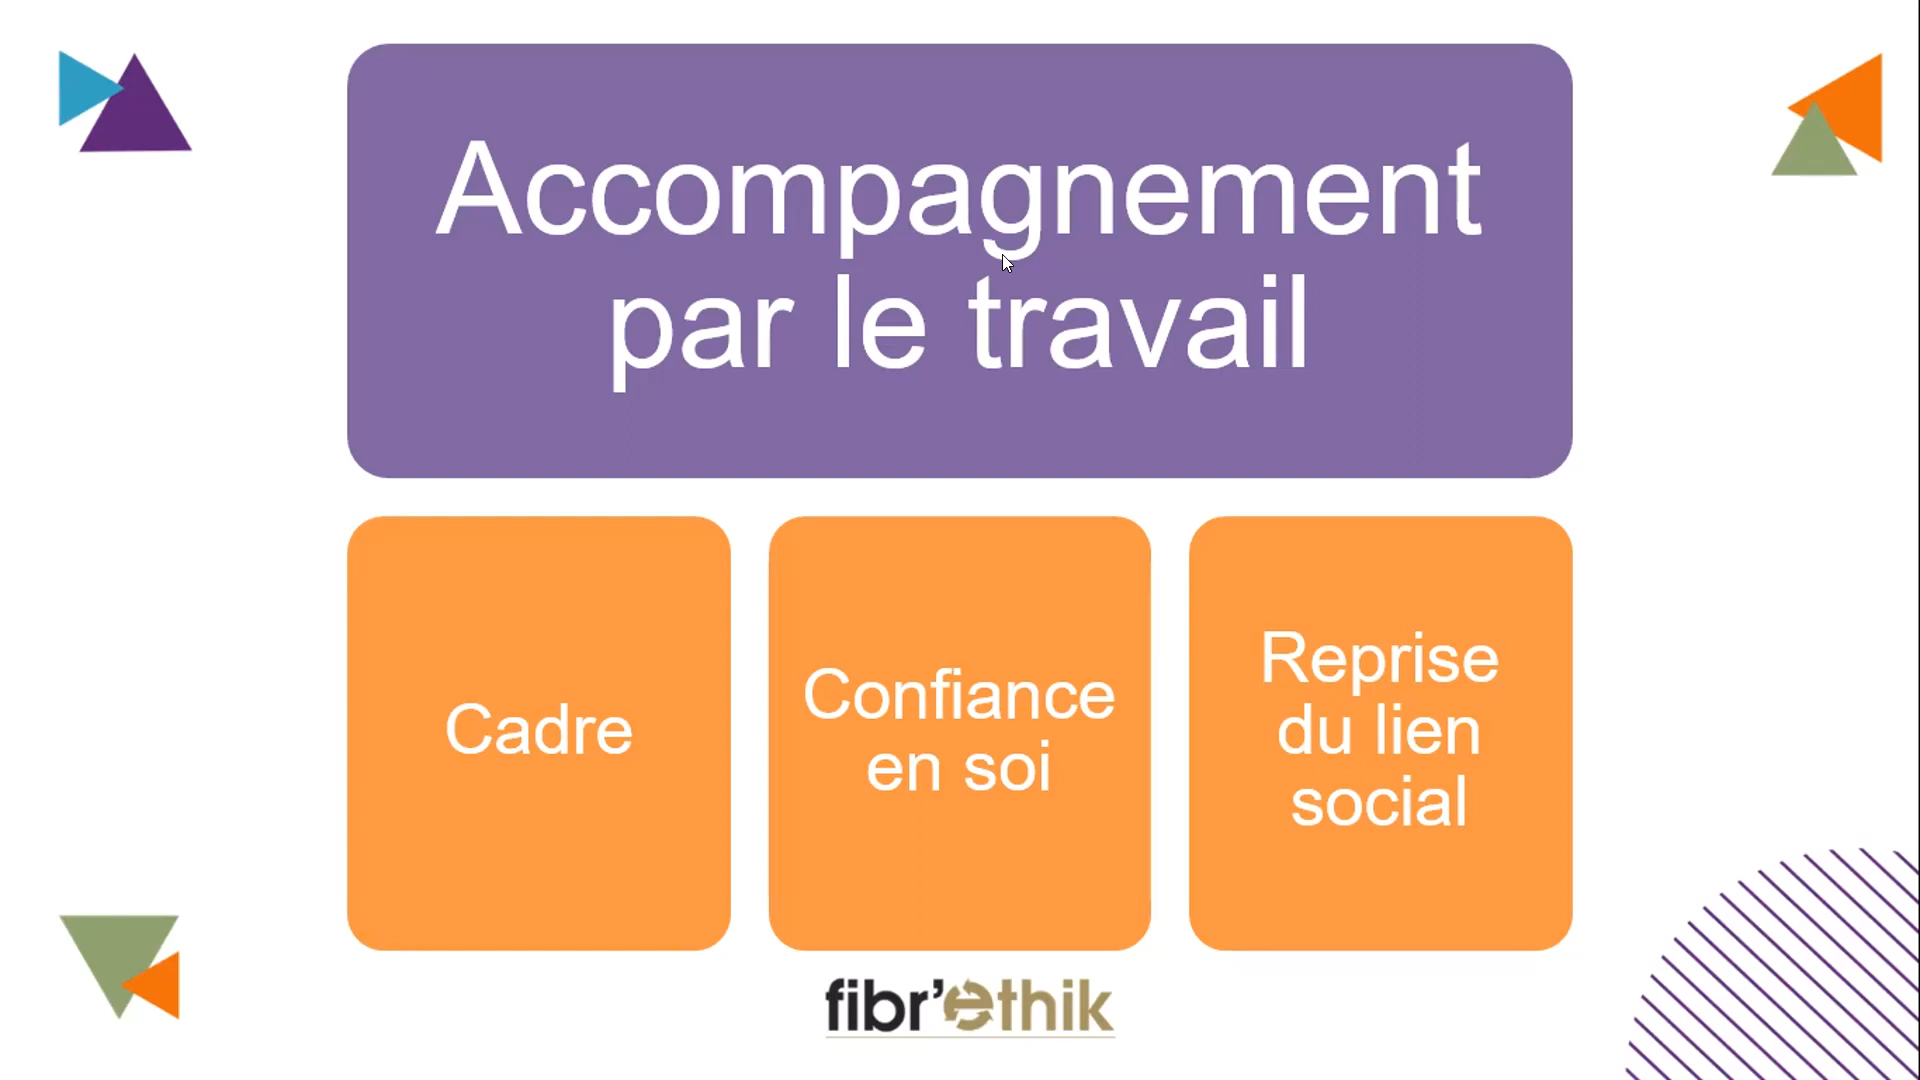 Accompagnement
par le travail
Cadre
Confiance
en soi
Reprise
du lien
social
fibr'ethik